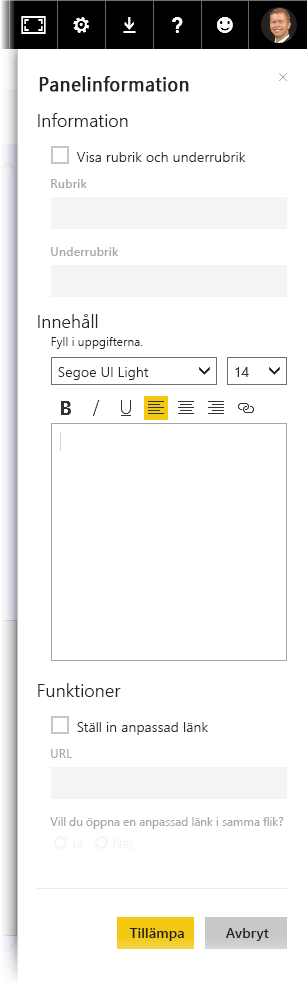 Panelinformation
Information
Visa rubrik och underrubrik
Rubrik
Underrubrik
Innehåll
Fyll i uppgifterna.
Segoe UI Light 14
B / U
Funktioner
Ställ in anpassad länk
URL
Vill du öppna en anpassad länk i samma flik?
Ja Nej
Tillämpa Avbryt